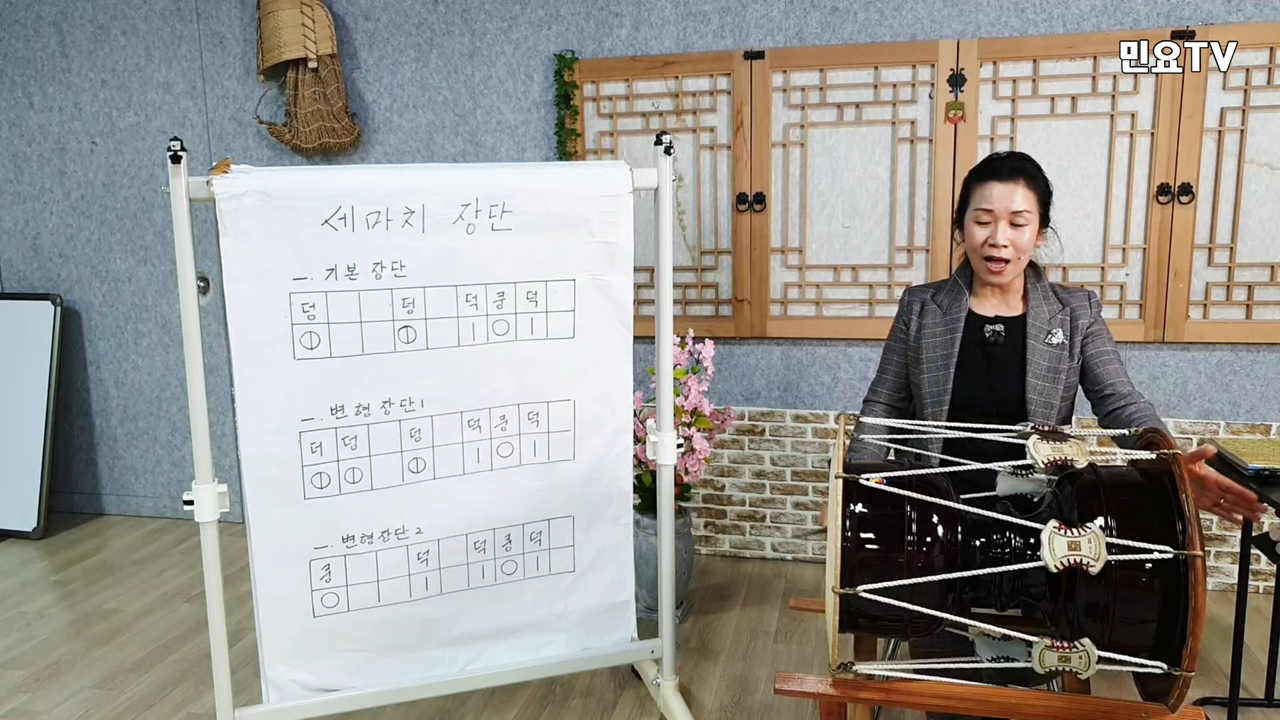 민요TV
세마치 장단
一. 기본 장단
덩 덩 덕 쿵 덕
一. 변형 장단1
더 덩 덩 덕 쿵 덕
一. 변형장단 2
쿵 덕 덕 쿵 덕